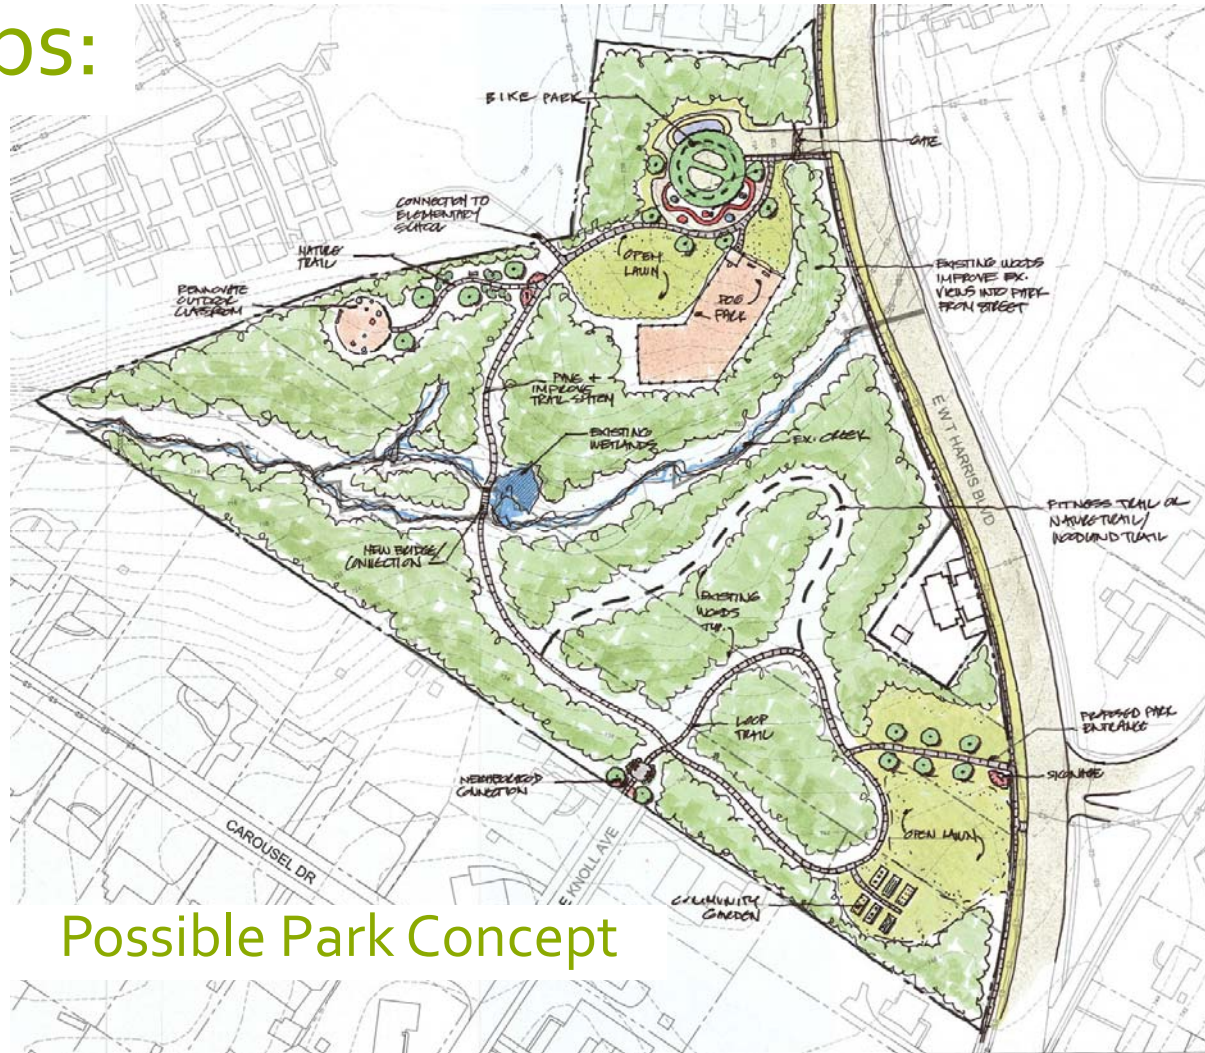 ps:
BIKE PARK
GATE
CONNECTION TO
ELEMENTARY
SCHOOL
NATURE
TRAIL
RENNOVATE
OUTDOOR
CLASSROOM
OPEN
LAWN
DOG
PARK
EXISTING WOODS
IMPROVE EX.
VIEWS INTO PARK
FROM STREET
PAVE +
IMPROVE
TRAIL SYSTEM
EXISTING
WETLANDS
EX. CREEK
E W T HARRIS BLVD
FITNESS TRAIL OR
NATURE TRAIL/
WOODLAND TRAIL
NEW BRIDGE/
CONNECTION
EXISTING
WOODS
TYP.
LOOP
TRAIL
PROPOSED PARK
ENTRANCE
SIGNAGE
NEIGHBORHOOD
CONNECTION
OPEN LAWN
CAROUSEL DR
E KNOLL AVE
COMMUNITY
GARDEN
Possible Park Concept